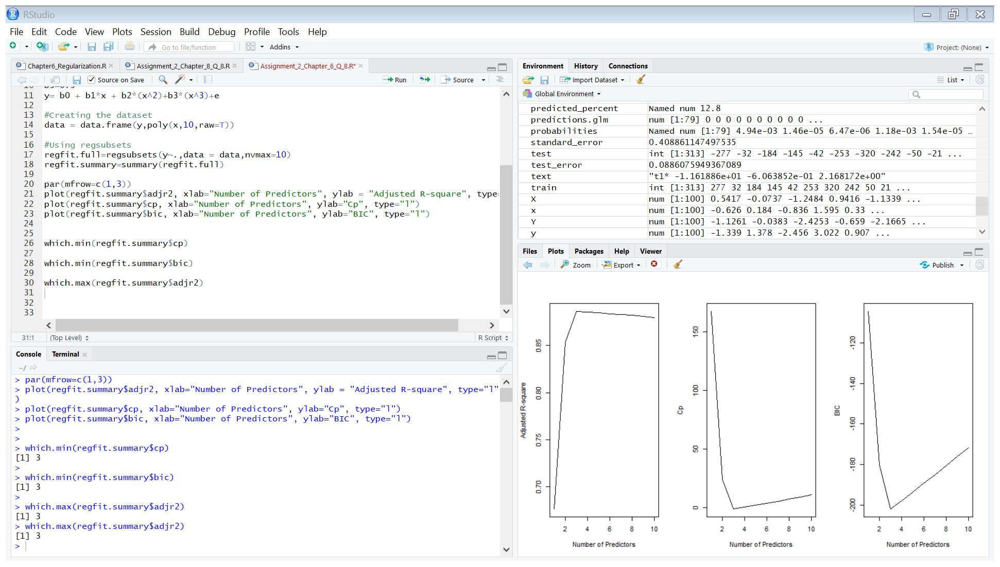 RStudio
File Edit Code View Plots Session Build Debug Profile Tools Help
Go to file/function Addins Project: (None)
Chapter6_Regularization.R Assignment_2_Chapter_8_Q_8.R Assignment_2_Chapter_6_Q_8.R*
Source on Save Run Source
11 y= b0 + b1*x + b2*(x^2)+b3*(x^3)+e
12
13 #Creating the dataset
14 data = data.frame(y,poly(x,10,raw=T))
15
16 #Using regsubsets
17 regfit.full=regsubsets(y~.,data = data,nvmax=10)
18 regfit.summary=summary(regfit.full)
19
20 par(mfrow=c(1,3))
21 plot(regfit.summary$adjr2, xlab="Number of Predictors", ylab = "Adjusted R-square", type=
22 plot(regfit.summary$cp, xlab="Number of Predictors", ylab="Cp", type="l")
23 plot(regfit.summary$bic, xlab="Number of Predictors", ylab="BIC", type="l")
24
25
26 which.min(regfit.summary$cp)
27
28 which.min(regfit.summary$bic)
29
30 which.max(regfit.summary$adjr2)
31
32
33
31:1 (Top Level) R Script
Console Terminal
~/
> par(mfrow=c(1,3))
> plot(regfit.summary$adjr2, xlab="Number of Predictors", ylab = "Adjusted R-square", type="l"
)
> plot(regfit.summary$cp, xlab="Number of Predictors", ylab="Cp", type="l")
> plot(regfit.summary$bic, xlab="Number of Predictors", ylab="BIC", type="l")
>
>
> which.min(regfit.summary$cp)
[1] 3
>
> which.min(regfit.summary$bic)
[1] 3
>
> which.max(regfit.summary$adjr2)
[1] 3
> which.max(regfit.summary$adjr2)
[1] 3
>
Environment History Connections
Import Dataset List
Global Environment
predicted_percent Named num 12.8
predictions.glm num [1:79] 0 0 0 0 0 0 0 0 0 0 ...
probabilities Named num [1:79] 4.94e-03 1.46e-05 6.47e-06 1.18e-03 1.54e-05 …
standard_error 0.408861147497535
test int [1:313] -277 -32 -184 -145 -42 -253 -320 -242 -50 -21 ...
test_error 0.0886075949367089
text "t1* -1.161886e+01 -6.063852e-01 2.168172e+00"
train int [1:313] 277 32 184 145 42 253 320 242 50 21 ...
X num [1:100] 0.5417 -0.0737 -1.2484 0.9416 -1.1339 ...
x num [1:100] -0.626 0.184 -0.836 1.595 0.33 ...
Y num [1:100] -1.1261 -0.0383 -2.4253 -0.659 -2.1665 ...
y num [1:100] -1.339 1.378 -2.456 3.022 0.907 ...
Files Plots Packages Help Viewer
Zoom Export Publish
Adjusted R-square
0.70 0.75 0.80 0.85
2 4 6 8 10
Number of Predictors
Cp
0 50 100 150
2 4 6 8 10
Number of Predictors
BIC
-200 -180 -160 -140 -120
2 4 6 8 10
Number of Predictors